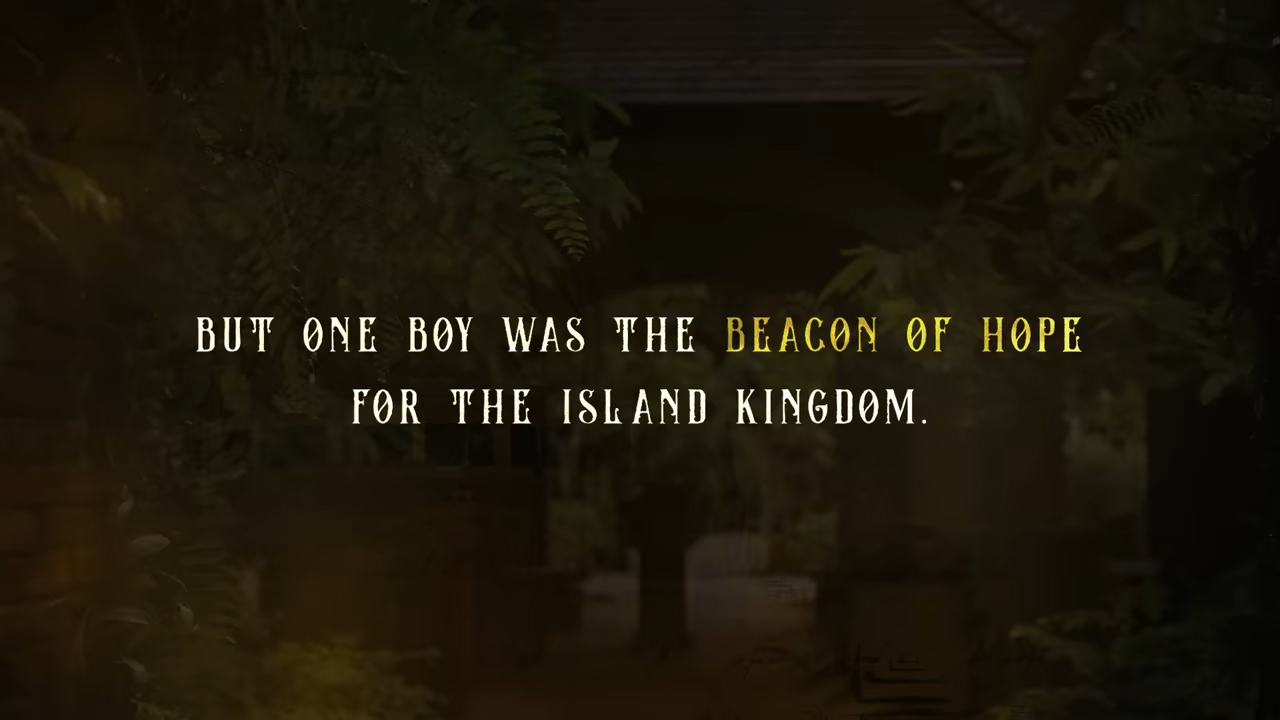 BUT ONE BOY WAS THE BEACON OF HOPE
FOR THE ISLAND KINGDOM.